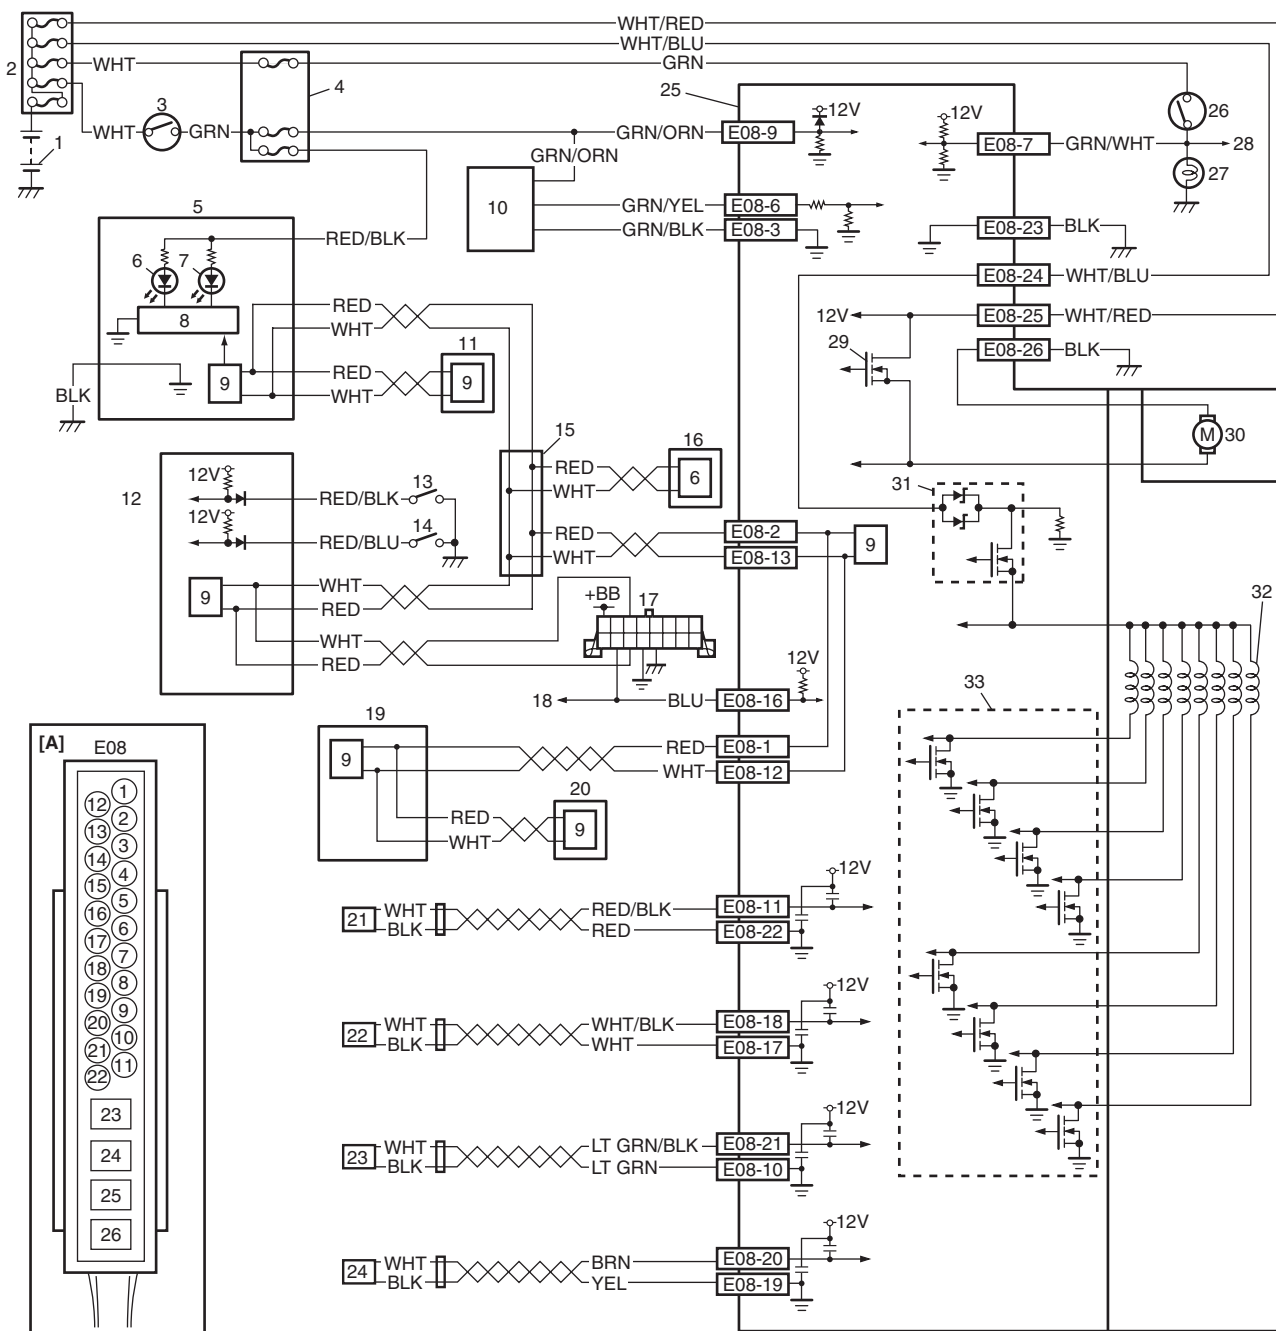 WHT/RED
WHT/BLU
2 WHT GRN
4 25 12V 12V 26
3
1 WHT GRN GRN/ORN E08-9 E08-7 GRN/WHT 28
GRN/ORN
27
10 GRN/YEL E08-6
5 GRN/BLK E08-3 E08-23 BLK
RED/BLK
6 7 E08-24 WHT/BLU
8 RED 12V E08-25 WHT/RED
WHT 29
11 E08-26 BLK
9 RED 9
BLK WHT
15 16 M 30
12V 13 RED 6
12 RED/BLK WHT 31
12V 14
RED/BLU RED E08-2 9
WHT E08-13
9 WHT
RED +BB 17 32
WHT 12V
RED
18 BLU E08-16 33
19
[A] E08 9 RED E08-1
WHT E08-12
1 20
12 2 RED 9
13 3 WHT
14 4 12V
15 5 21 WHT RED/BLK E08-11
16 6 BLK RED E08-22
17 7
18 8 12V
19 9 22 WHT WHT/BLK E08-18
20 10 BLK WHT E08-17
21 11
22
23 12V
24 23 WHT LT GRN/BLK E08-21
BLK LT GRN E08-10
25
26 12V
24 WHT BRN E08-20
BLK YEL E08-19